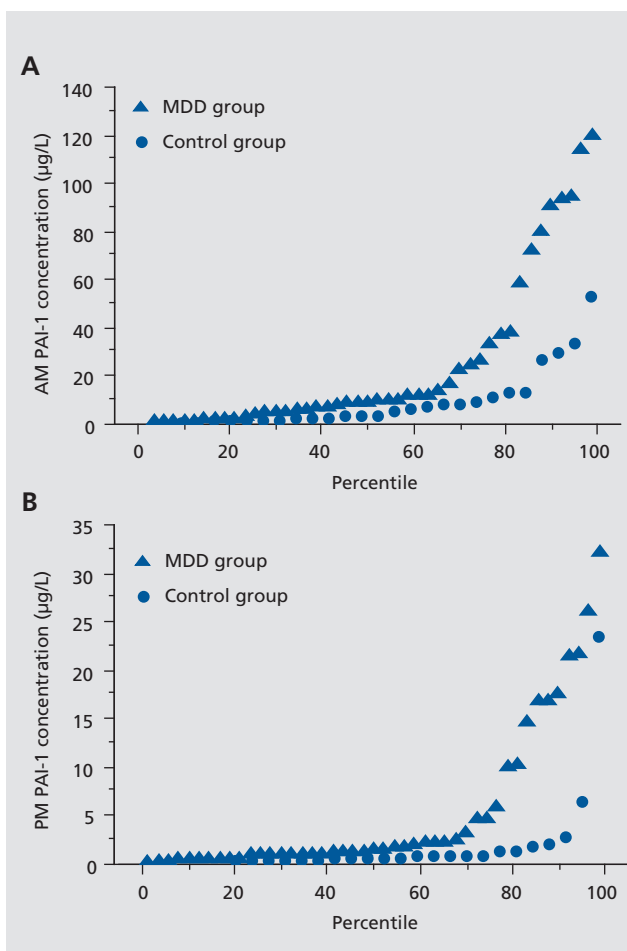 A
AM PAI-1 concentration (µg/L)
140
120
100
80
60
40
20
0
MDD group
Control group
0 20 40 60 80 100
Percentile
B
PM PAI-1 concentration (µg/L)
35
30
25
20
15
10
5
0
MDD group
Control group
0 20 40 60 80 100
Percentile